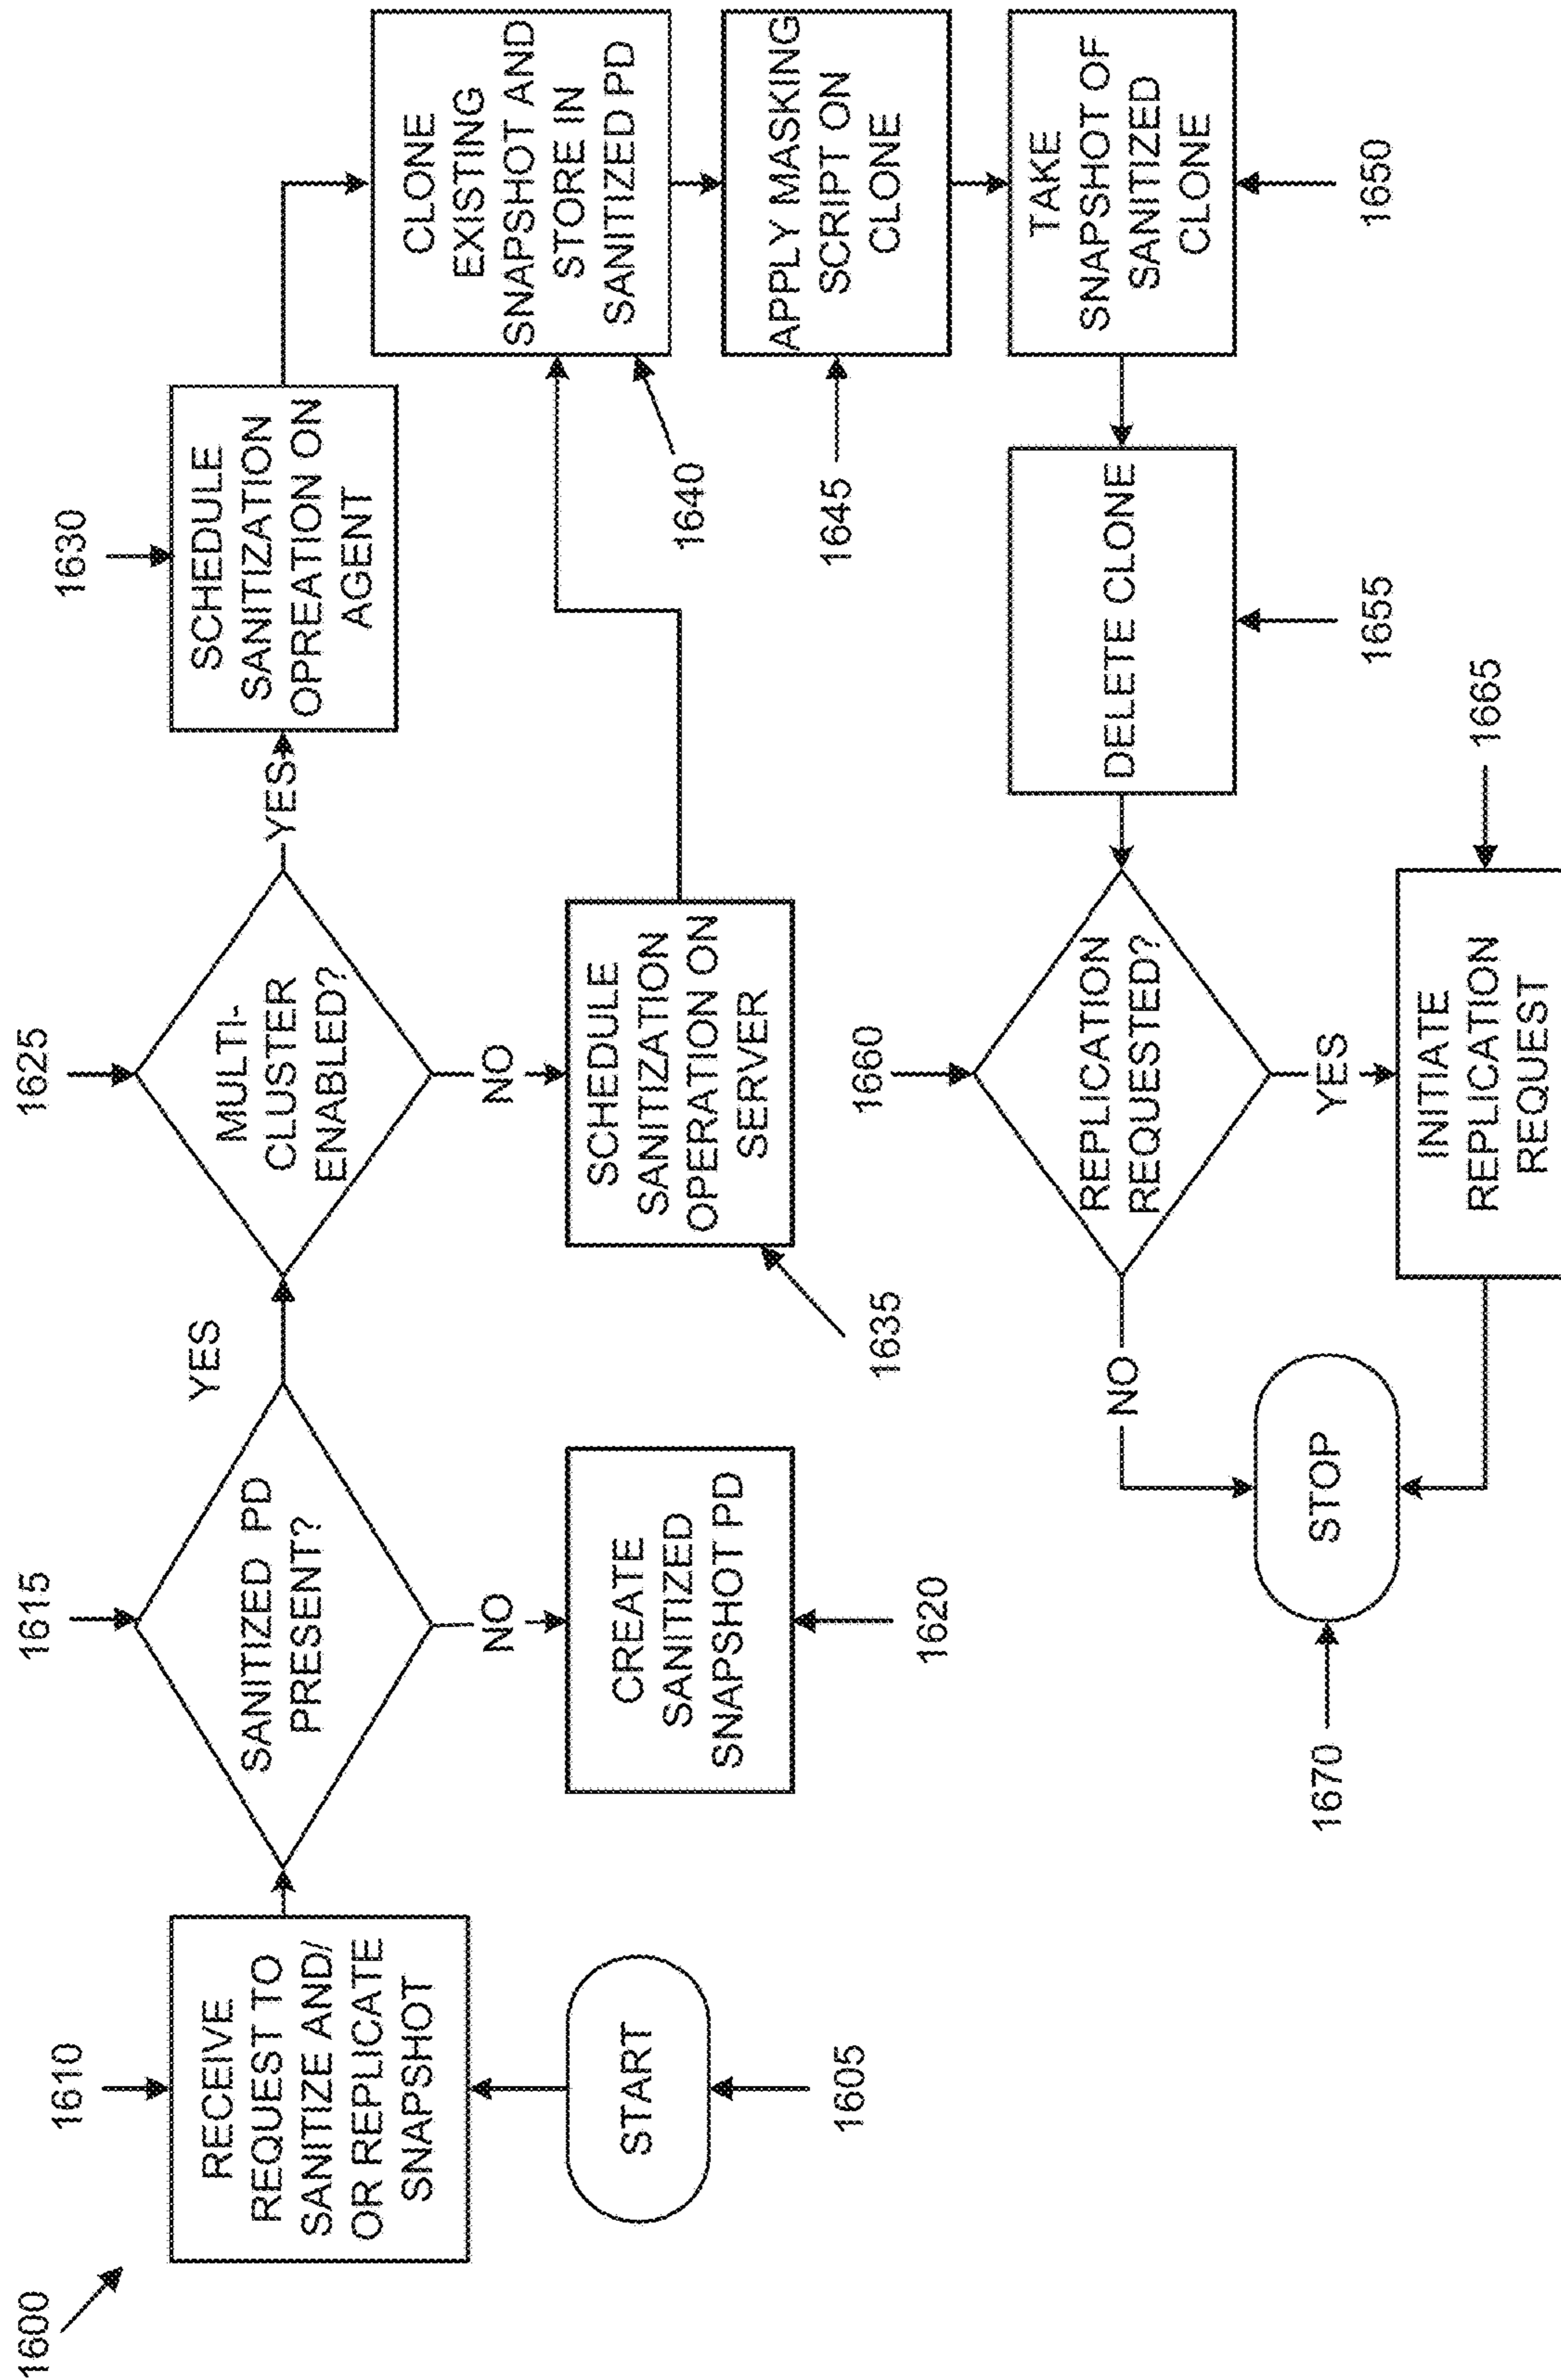 1600
1610
RECEIVE
REQUEST TO
SANITIZE AND/
OR REPLICATE
SNAPSHOT
START
1605
1615
SANITIZED PD
PRESENT?
YES
NO
CREATE
SANITIZED
SNAPSHOT PD
1620
1625
MULTI-
CLUSTER
ENABLED?
YES
NO
SCHEDULE
SANITIZATION
OPERATION ON
SERVER
1635
1630
SCHEDULE
SANITIZATION
OPREATION ON
AGENT
CLONE
EXISTING
SNAPSHOT AND
STORE IN
SANITIZED PD
1640
APPLY MASKING
SCRIPT ON
CLONE
1645
TAKE
SNAPSHOT OF
SANITIZED
CLONE
1650
DELETE CLONE
1655
1660
REPLICATION
REQUESTED?
NO
YES
INITIATE
REPLICATION
REQUEST
1665
STOP
1670